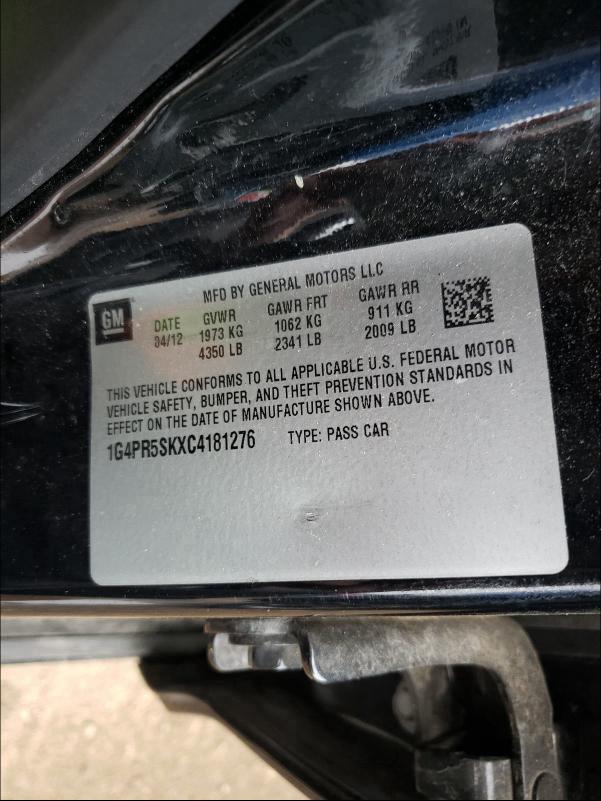 MFD BY GENERAL MOTORS LLC
GM
DATE GVWR GAWR FRT GAWR RR
04/12 1973 KG 1062 KG 911 KG
4350 LB 2341 LB 2009 LB
THIS VEHICLE CONFORMS TO ALL APPLICABLE U.S. FEDERAL MOTOR
VEHICLE SAFETY, BUMPER, AND THEFT PREVENTION STANDARDS IN
EFFECT ON THE DATE OF MANUFACTURE SHOWN ABOVE.
1G4PR5SKXC4181276 TYPE: PASS CAR